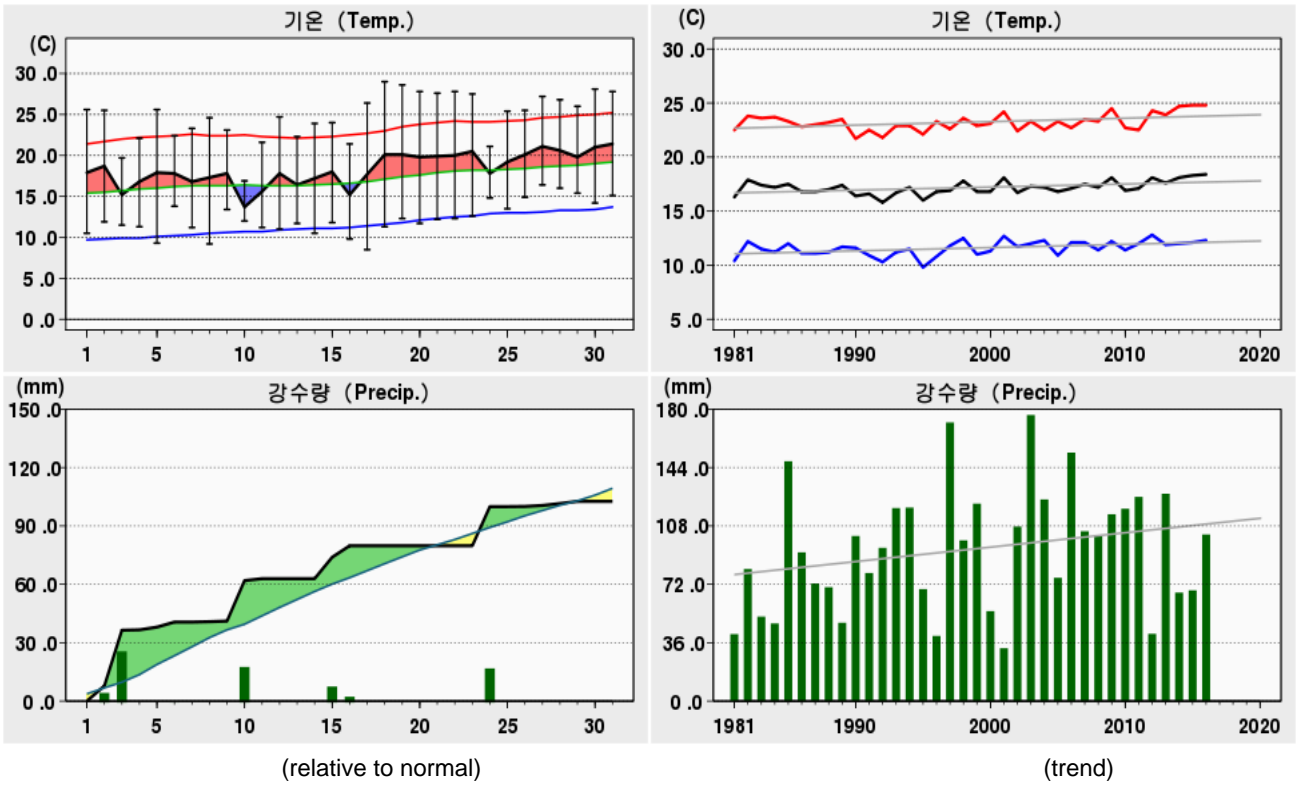 기온 (Temp.)
(C)
30 .0
25 .0
20 .0
15 .0
10 .0
5 .0
0 .0
1 5 10 15 20 25 30
기온 (Temp.)
(C)
30 .0
25 .0
20 .0
15 .0
10 .0
5 .0
1981 1990 2000 2010 2020
강수량 (Precip.)
(mm)
150 .0
120 .0
90 .0
60 .0
30 .0
0 .0
1 5 10 15 20 25 30
(relative to normal)
강수량 (Precip.)
(mm)
180 .0
144 .0
108 .0
72 .0
36 .0
0 .0
1981 1990 2000 2010 2020
(trend)